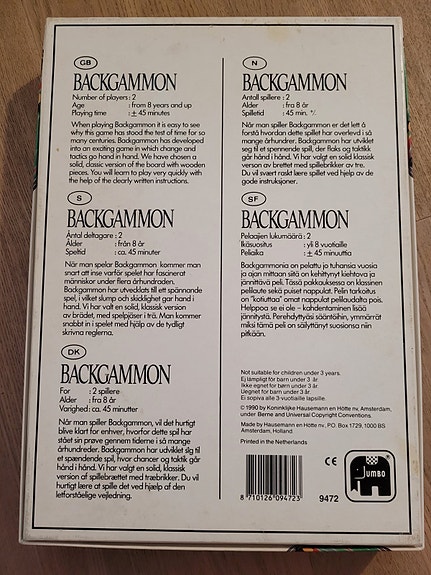 GB
BACKGAMMON
Number of players : 2
Age : from 8 years and up
Playing time : ± 45 minutes
When playing Backgammon it is easy to see
why this game has stood the test of time for so
many centuries. Backgammon has developed
into an exciting game in which change and
tactics go hand in hand. We have chosen a
solid, classic version of the board with wooden
pieces. You will learn to play very quickly with
the help of the clearly written instructions.
S
BACKGAMMON
Antal deltagare : 2
Ålder : från 8 år
Speltid : ca. 45 minuter
När man spelar Backgammon kommer man
snart att inse varför spelet har fascinerat
människor under flera århundraden.
Backgammon har utvecklats till ett spännande
spel, i vilket slump och skicklighet gar hand i
hand. Vi har valt en solid, klassisk version
av brädet, med spelpjäser i trä. Man kommer
snabbt in i spelet med hjälp av de tydligt
skrivna reglerna.
DK
BACKGAMMON
For : 2 spillere
Alder : fra 8 år
Varighed: ca. 45 minutter
Når man spiller Backgammon, vil det hurtigt
blive klart for enhver, hvorfor dette spil har
stået sin prøve gennem tiderne i så mange
århundreder. Backgammon har udviklet sig til
et spændende spil, hvor chancer og taktik går
hånd i hånd. Vi har valgt en solid, klassisk
version af spillebrættet med træbrikker. Du vil
hurtigt lære at spille det ved hjælp af den
letforståelige vejledning.
N
BACKGAMMON
Antall spillere : 2
Alder : fra 8 år
Spilletid : 45 min. +/-
Når man spiller Backgammon er det lett å
forstå hvordan dette spillet har overlevd i så
mange århundrer. Backgammon har utviklet
seg til et spennende spill, der flaks og taktikk
går hånd i hånd. Vi har valgt en solid klassisk
versjon av brettet med spillebrikker av tre.
Du vil svært raskt lære spillet ved hjelp av de
gode instruksjoner.
SF
BACKGAMMON
Pelaajien lukumäärä : 2
Ikäsuositus : yli 8 vuotiaille
Peliaika : ± 45 minuuttia
Backgammonia on pelattu jo tuhansia vuosia
ja ajan mittaan siitä on kehittynyt kiehtova ja
jännittävä peli. Tässä pakkauksessa on klassinen
pelilaute sekä puiset nappulat. Pelin tarkoitus
on "kotiuttaa" omat nappulat pelilaudalta pois.
Helppoa se ei ole – kahdentaminen lisää
jännitystä. Perehdyttyäsi sääntöihin, ymmärrät
miksi tämä peli on säilyttänyt suosionsa niin
pitkään.
Not suitable for children under 3 years.
Ej lämpligt för barn under 3 år.
Ikke egnet for barn under 3 år.
Uegnet for børn under 3 år.
Ei sopiva alle 3-vuotiaille lapsille.
© 1990 by Koninklijke Hausemann en Hötte nv, Amsterdam,
under Berne and Universal Copyright Conventions.
Made by Hausemann en Hötte nv, P.O. Box 1729, 1000 BS
Amsterdam, Holland.
Printed in the Netherlands
8 710126 094723
CE
9472
JUMBO